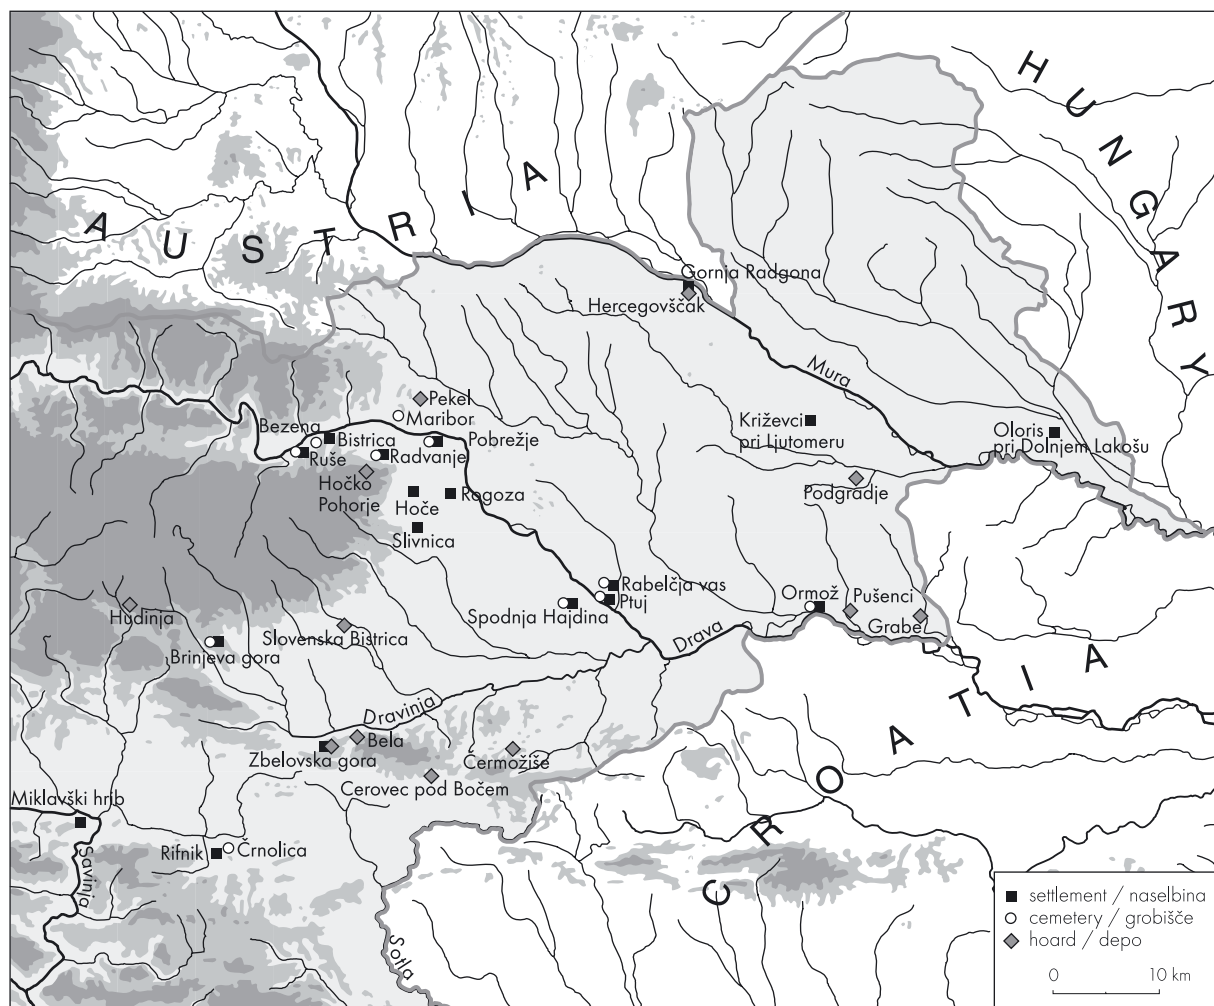 HUNGARY
AUSTRIA
Gornja Radgona
Hercegovščak
Mura
Pekel
Maribor
Bezena
Bistrica
Pobrežje
Ruše
Radvanje
Križevci
pri Ljutomeru
Oloris
pri Dolnjem Lakošu
Hočko
Pohorje
Podgradje
Hoče
Rogoza
Slivnica
Rabelčja vas
Ptuj
Ormož
Pušenci
Spodnja Hajdina
Grabe
Hudinja
Slovenska Bistrica
Drava
Brinjeva gora
CROATIA
Dravinja
Bela
Zbelovska gora
Cermožiše
Cerovec pod Bočem
Miklavški hrib
Rifnik
Črnolica
Savinja
Sotla
settlement / naselbina
cemetery / grobišče
hoard / depo
0 10 km